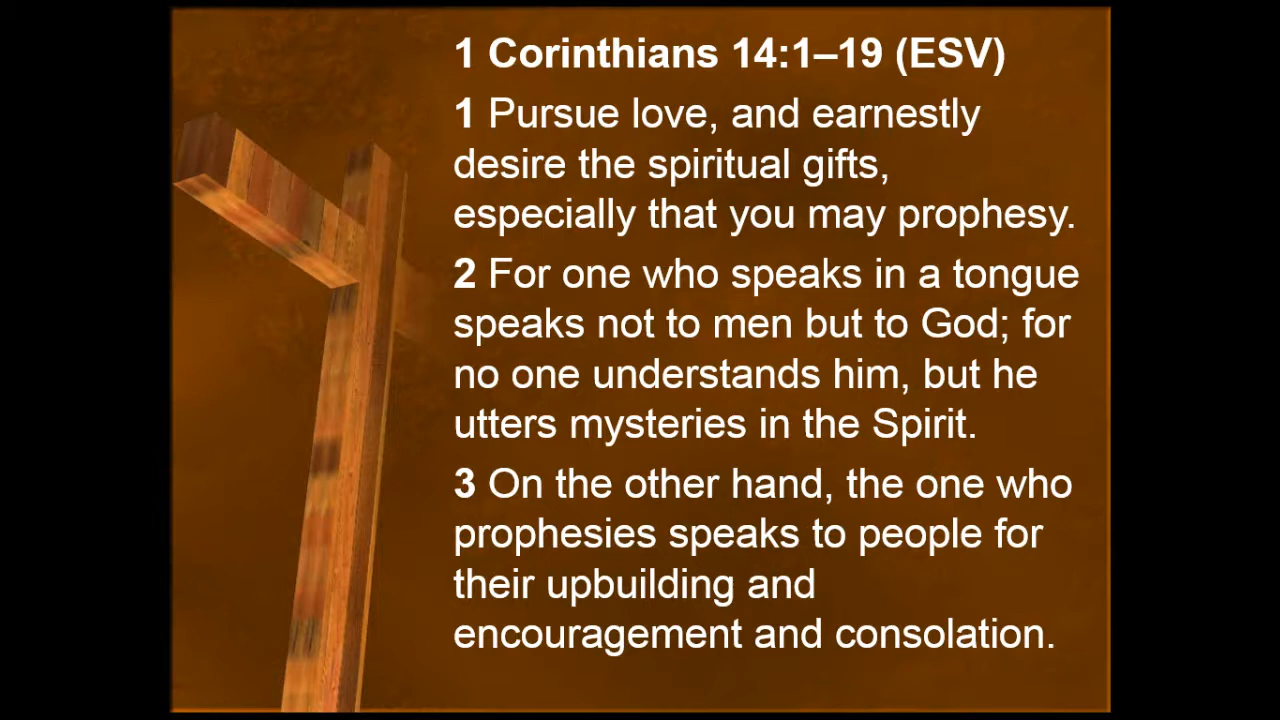 1 Corinthians 14:1–19 (ESV)
1 Pursue love, and earnestly
desire the spiritual gifts,
especially that you may prophesy.
2 For one who speaks in a tongue
speaks not to men but to God; for
no one understands him, but he
utters mysteries in the Spirit.
3 On the other hand, the one who
prophesies speaks to people for
their upbuilding and
encouragement and consolation.